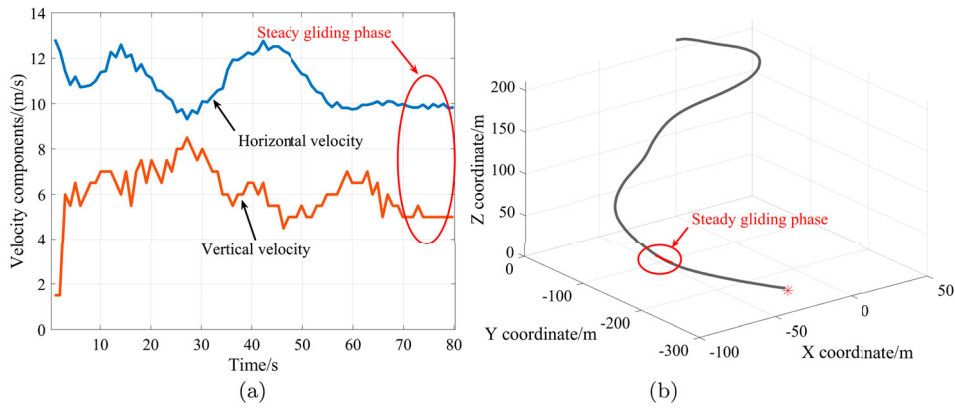 14
12
10
8
6
4
2
0
10
20
30
40
50
60
70
80
Velocity components/(m/s)
Time/s
Steady gliding phase
Horizontal velocity
Vertical velocity
(a)
200
150
100
50
0
Z coordinate/m
0
-100
-200
-300
Y coordinate/m
-100
-50
0
50
X coordinate/m
Steady gliding phase
(b)